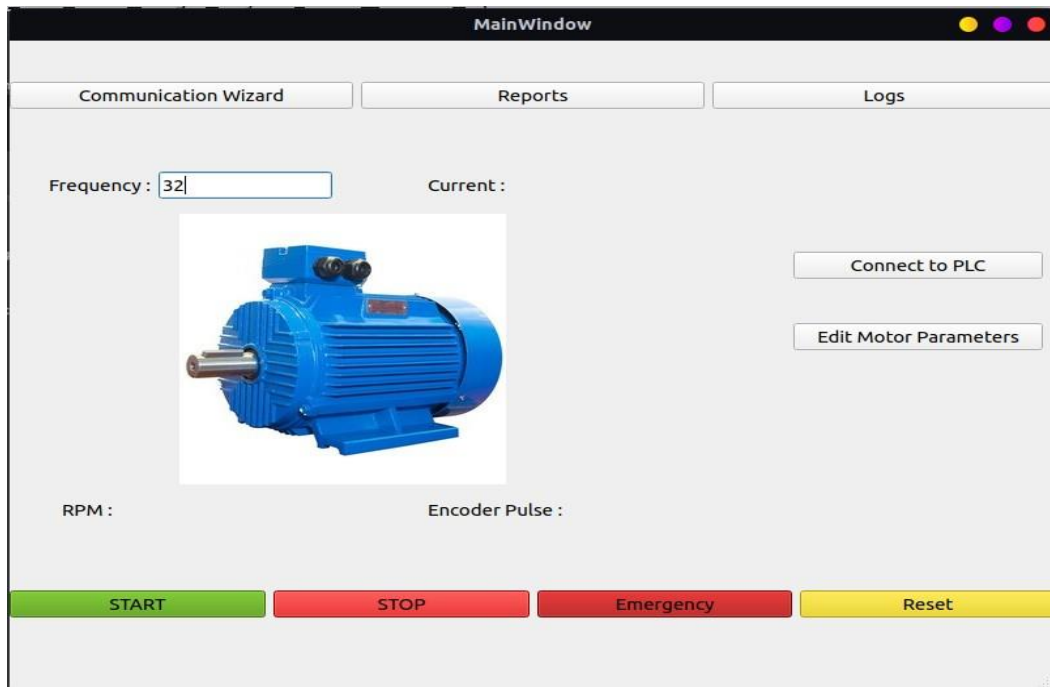 MainWindow
Communication Wizard Reports Logs
Frequency : 32 Current :
Connect to PLC
Edit Motor Parameters
RPM : Encoder Pulse :
START STOP Emergency Reset